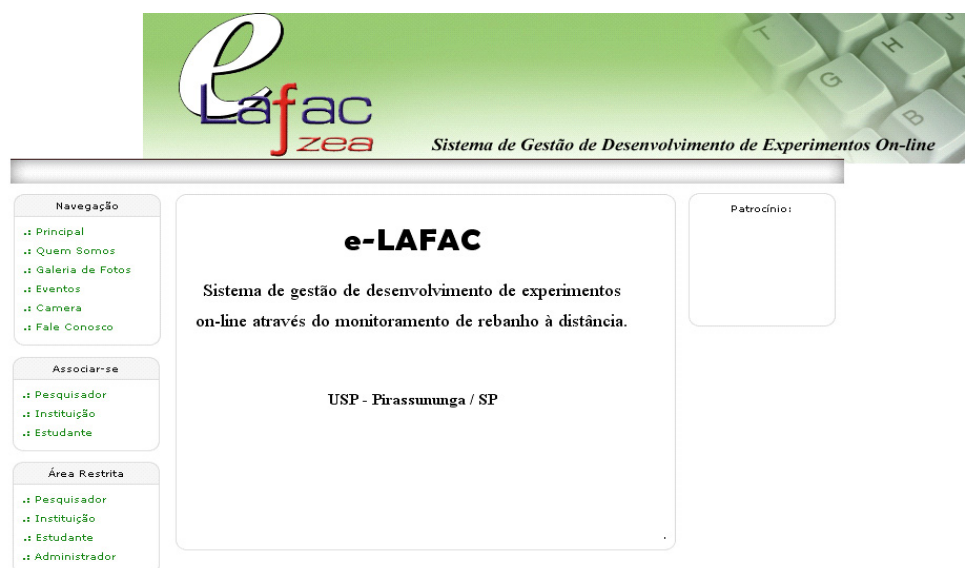 e Lafac zea
Sistema de Gestão de Desenvolvimento de Experimentos On-line
T
H
G
B
Navegação
.: Principal
.: Quem Somos
.: Galeria de Fotos
.: Eventos
.: Camera
.: Fale Conosco
Associar-se
.: Pesquisador
.: Instituição
.: Estudante
Área Restrita
.: Pesquisador
.: Instituição
.: Estudante
.: Administrador
e-LAFAC
Sistema de gestão de desenvolvimento de experimentos
on-line através do monitoramento de rebanho à distância.
USP - Pirassununga / SP
.
Patrocínio: